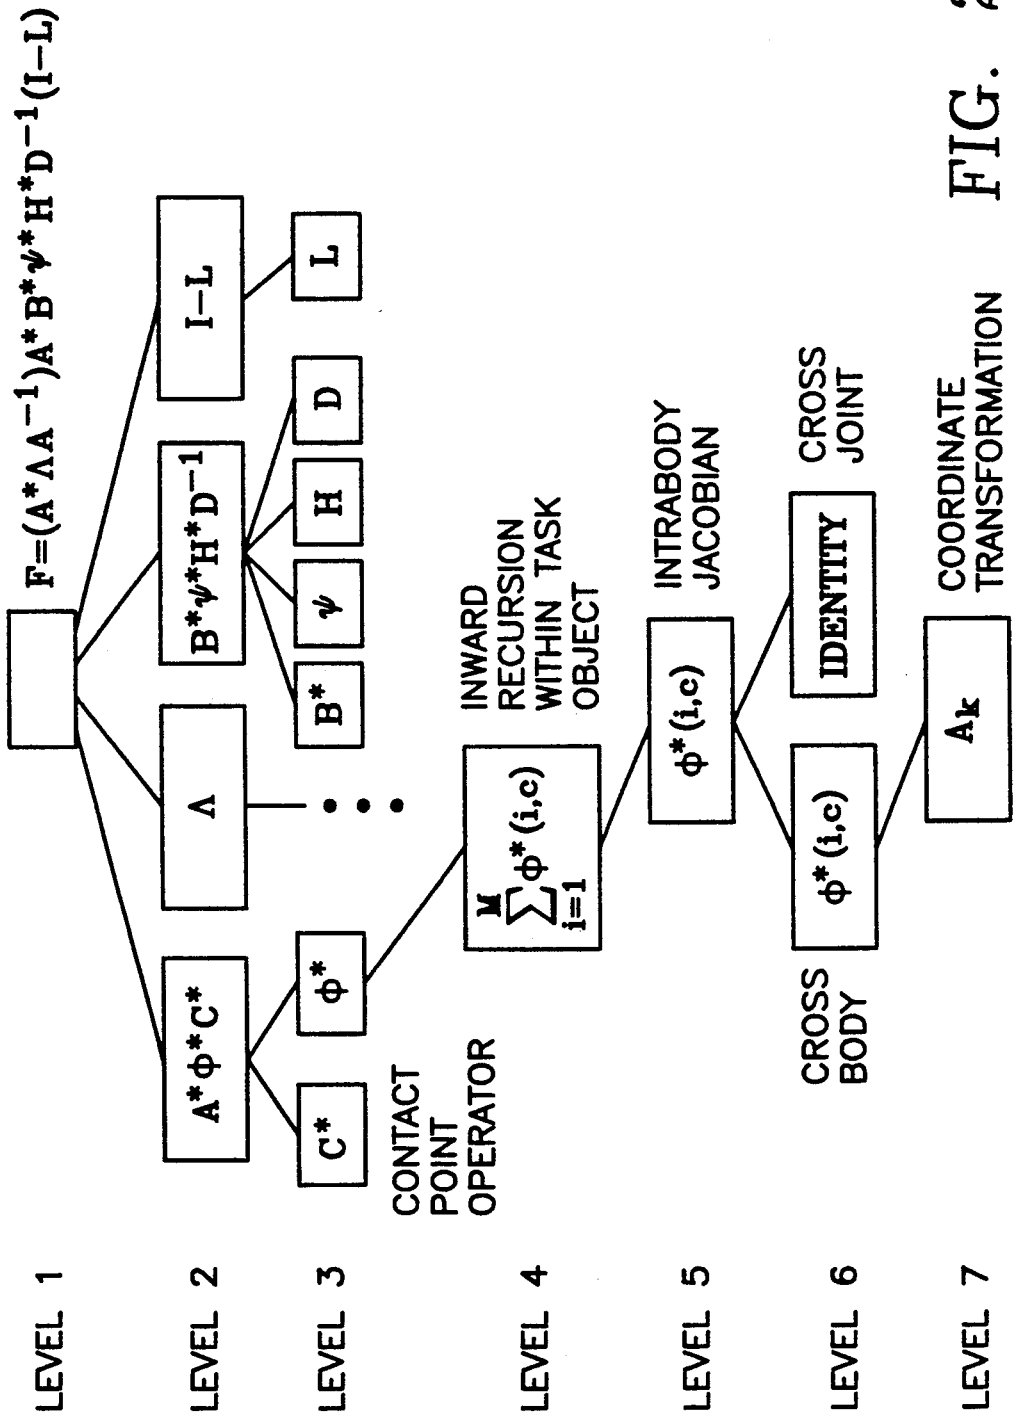 F=(A*ΛA⁻¹)A*B*ψ*H*D⁻¹(I−L)
LEVEL 1
LEVEL 2
A*ϕ*C*
Λ
B*ψ*H*D⁻¹
I−L
LEVEL 3
C*
ϕ*
B*
ψ
H
D
L
CONTACT
POINT
OPERATOR
LEVEL 4
M
∑ϕ*(i,c)
i=1
INWARD
RECURSION
WITHIN TASK
OBJECT
LEVEL 5
ϕ*(i,c)
INTRABODY
JACOBIAN
LEVEL 6
CROSS
BODY
ϕ*(i,c)
IDENTITY
CROSS
JOINT
LEVEL 7
Aₖ
COORDINATE
TRANSFORMATION
FIG.